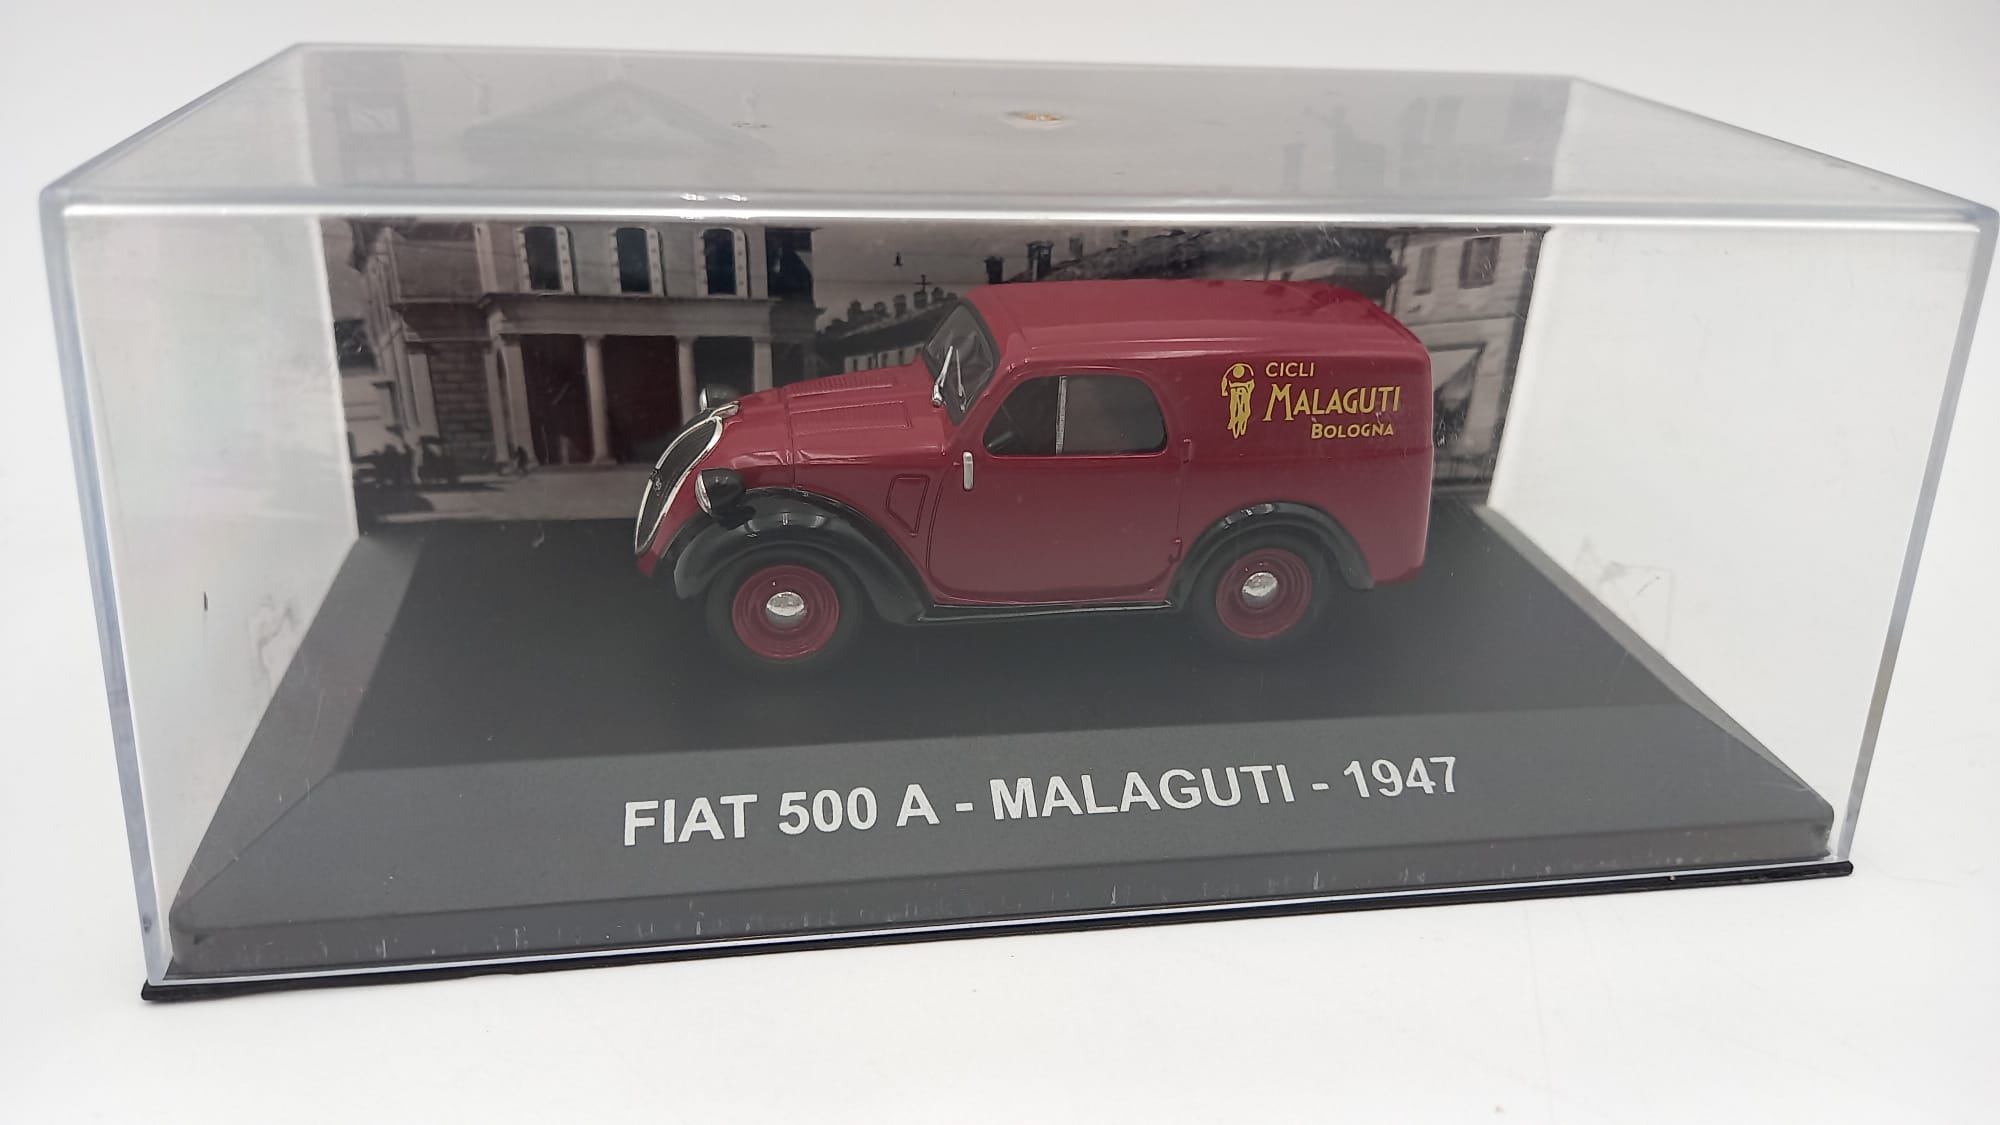 CICLI
MALAGUTI
BOLOGNA
FIAT 500 A - MALAGUTI - 1947